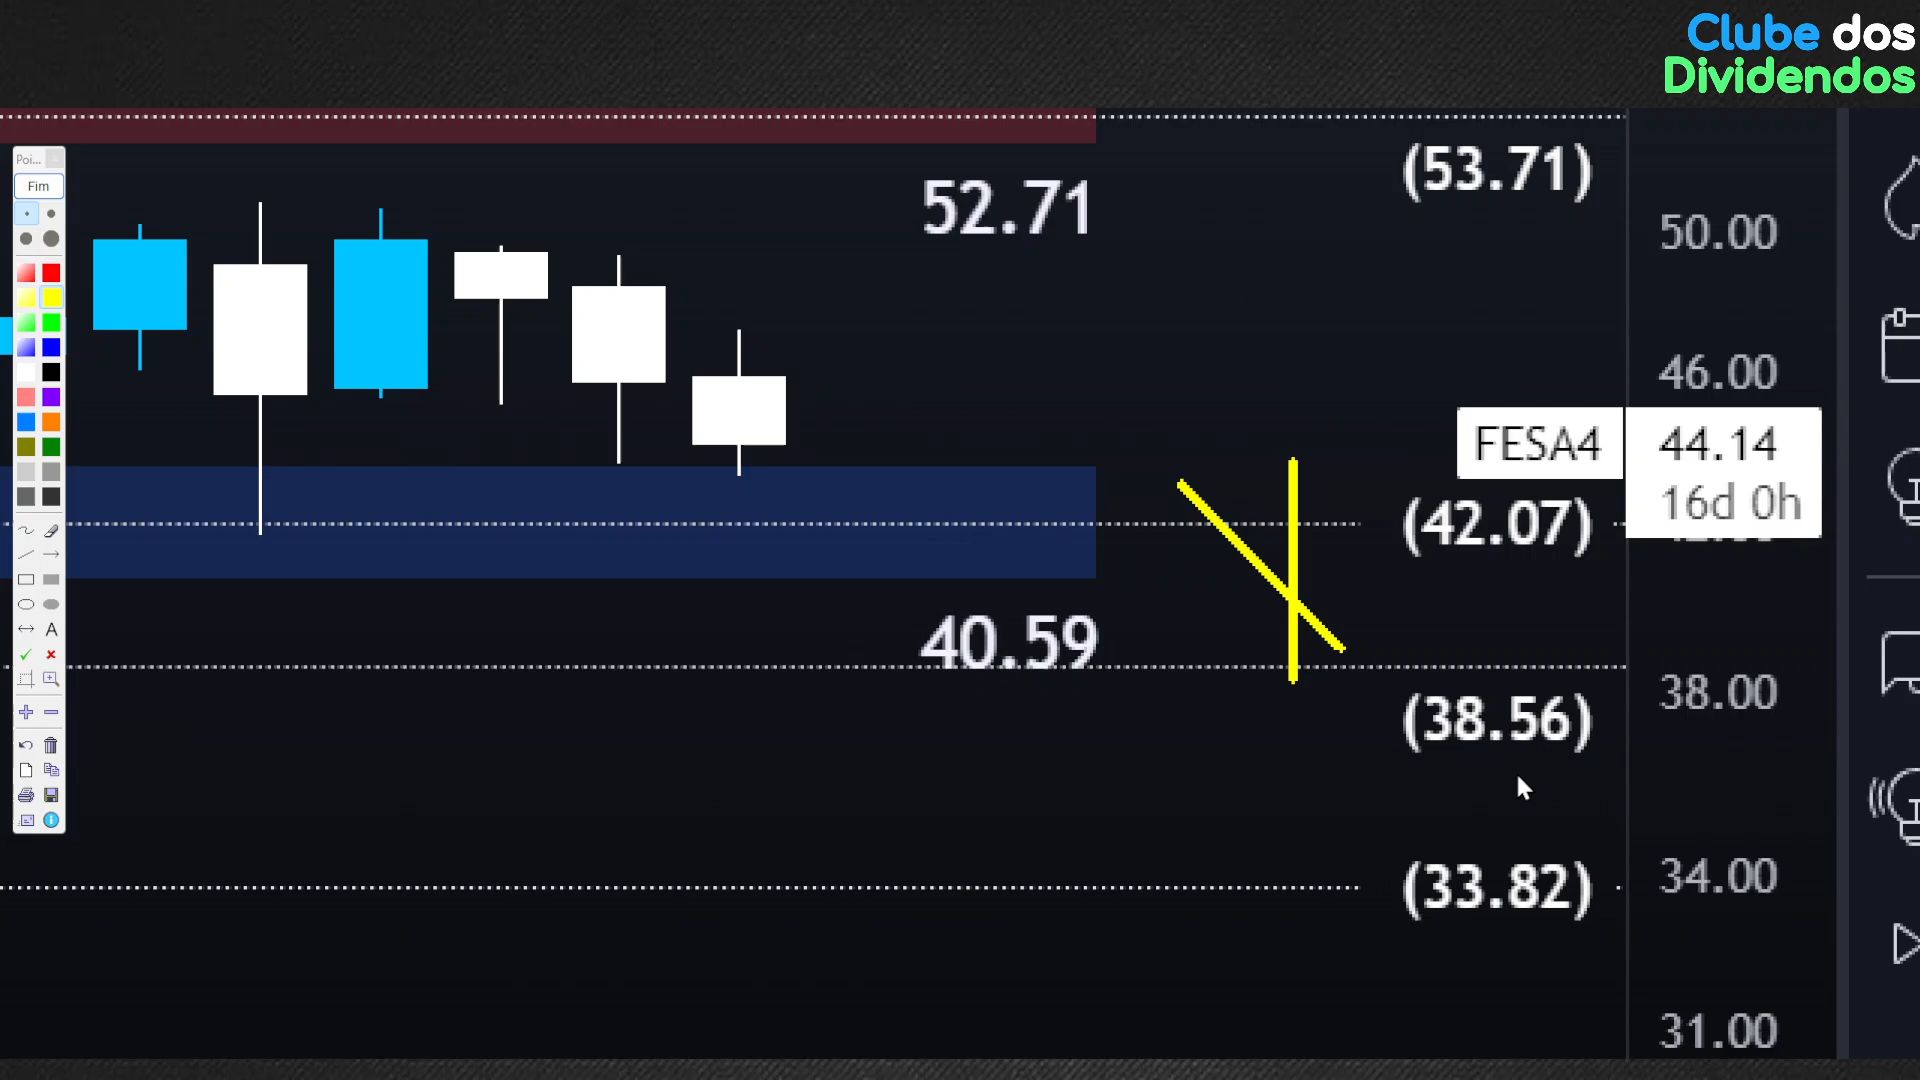 Clube dos
Dividendos
Poi...
Fim
A
52.71
40.59
(53.71)
(42.07)
(38.56)
(33.82)
50.00
46.00
FESA4
44.14
16d 0h
38.00
34.00
31.00